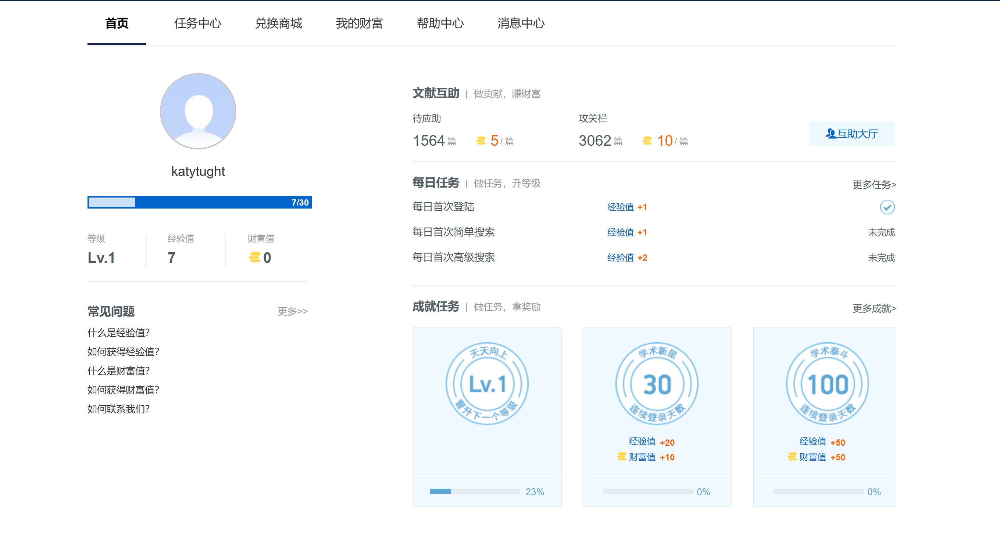 首页 任务中心 兑换商城 我的财富 帮助中心 消息中心
katytught
7/30
等级 经验值 财富值
Lv.1 7 0
常见问题 更多>>
什么是经验值?
如何获得经验值?
什么是财富值?
如何获得财富值?
如何联系我们?
文献互助 | 做贡献，赚财富
待应助 攻关栏
1564 篇 5 / 篇 3062 篇 10 / 篇
互助大厅
每日任务 | 做任务，升等级 更多任务>
每日首次登陆 经验值 +1
每日首次简单搜索 经验值 +1 未完成
每日首次高级搜索 经验值 +2 未完成
成就任务 | 做任务，拿奖励 更多成就>
天天向上
Lv.1
晋升下一个等级
23%
学术新星
30
连续登录天数
经验值 +20
财富值 +10
0%
学术泰斗
100
连续登录天数
经验值 +50
财富值 +50
0%